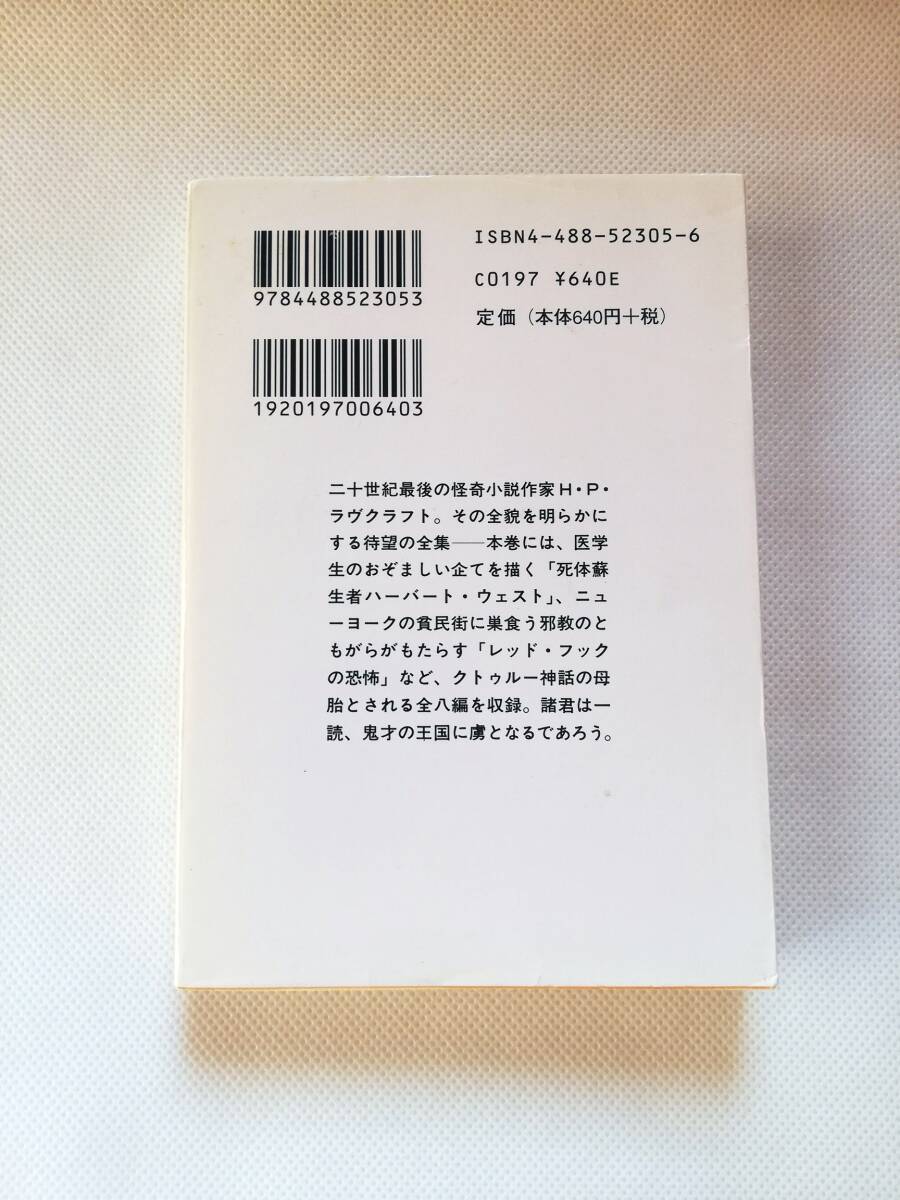 9784488523053
ISBN4-488-52305-6
C0197 ¥640E
定価（本体640円＋税）
1920197006403
二十世紀最後の怪奇小説作家Ｈ・Ｐ・
ラヴクラフト。その全貌を明らかに
する待望の全集――本巻には、医学
生のおぞましい企てを描く「死体蘇
生者ハーバート・ウェスト」、ニュ
ーヨークの貧民街に巣食う邪教のと
もがらがもたらす「レッド・フック
の恐怖」など、クトゥルー神話の母
胎とされる全八編を収録。諸君は一
読、鬼才の王国に虜となるであろう。